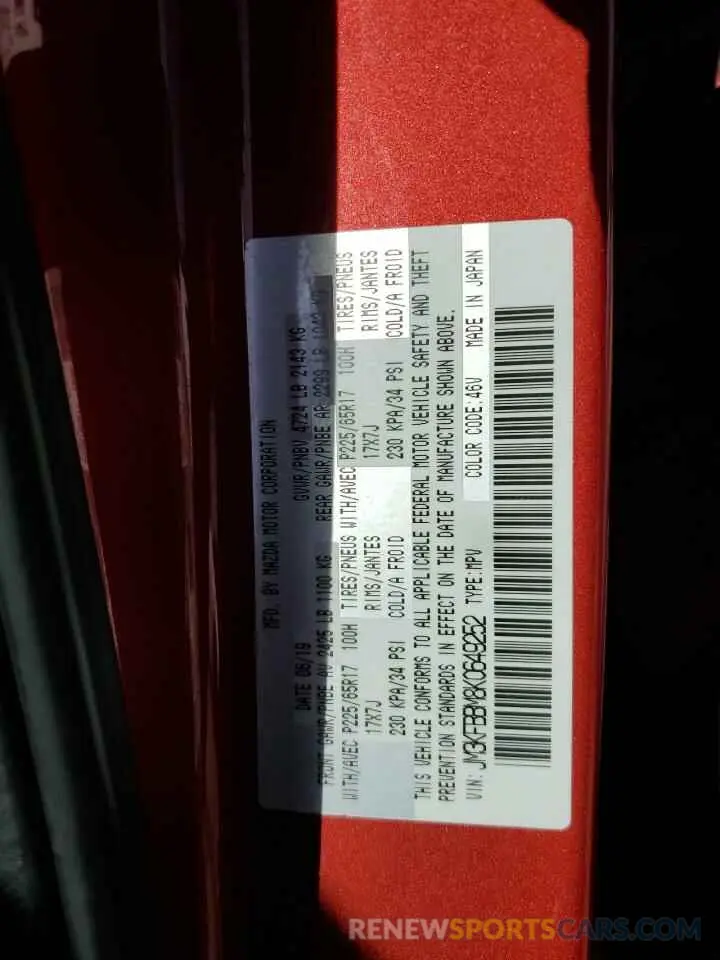 MFD. BY MAZDA MOTOR CORPORATION
DATE 06/19 GVWR/PNBV 4724 LB 2143 KG
FRONT GAWR/PNBE AV 2425 LB 1100 KG REAR GAWR/PNBE AR 2299 LB 1043 KG
WITH/AVEC P225/65R17 100H TIRES/PNEUS WITH/AVEC P225/65R17 100H TIRES/PNEUS
17X7J RIMS/JANTES 17X7J RIMS/JANTES
230 KPA/34 PSI COLD/A FROID 230 KPA/34 PSI COLD/A FROID
THIS VEHICLE CONFORMS TO ALL APPLICABLE FEDERAL MOTOR VEHICLE SAFETY AND THEFT
PREVENTION STANDARDS IN EFFECT ON THE DATE OF MANUFACTURE SHOWN ABOVE.
VIN: JM3KFBBM8K0649252 TYPE:MPV COLOR CODE:46V MADE IN JAPAN
RENEWSPORTSCARS.COM